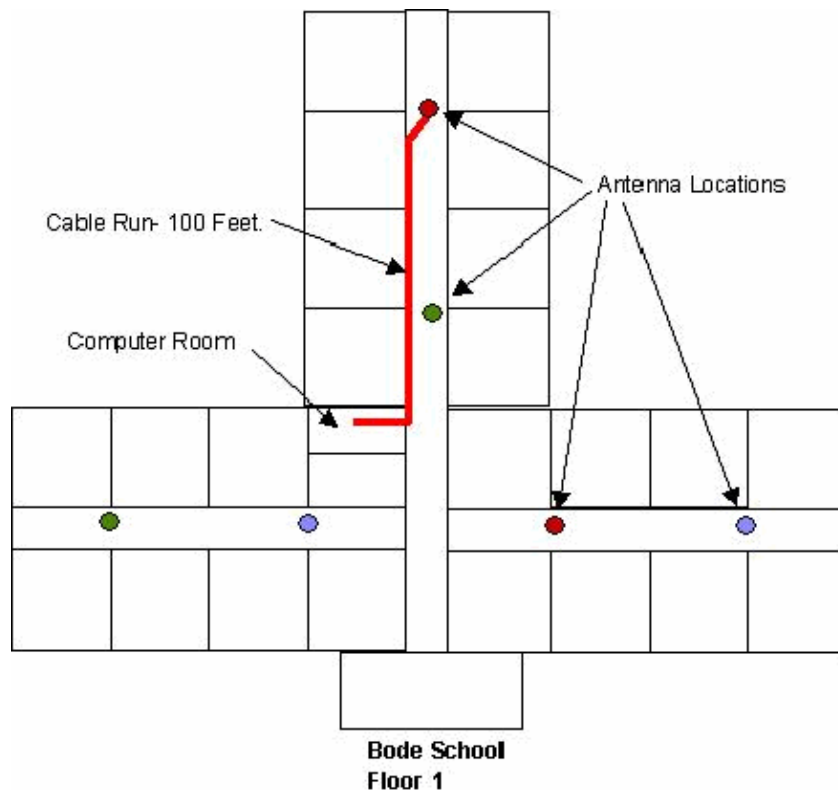 Antenna Locations
Cable Run- 100 Feet.
Computer Room
Bode School
Floor 1